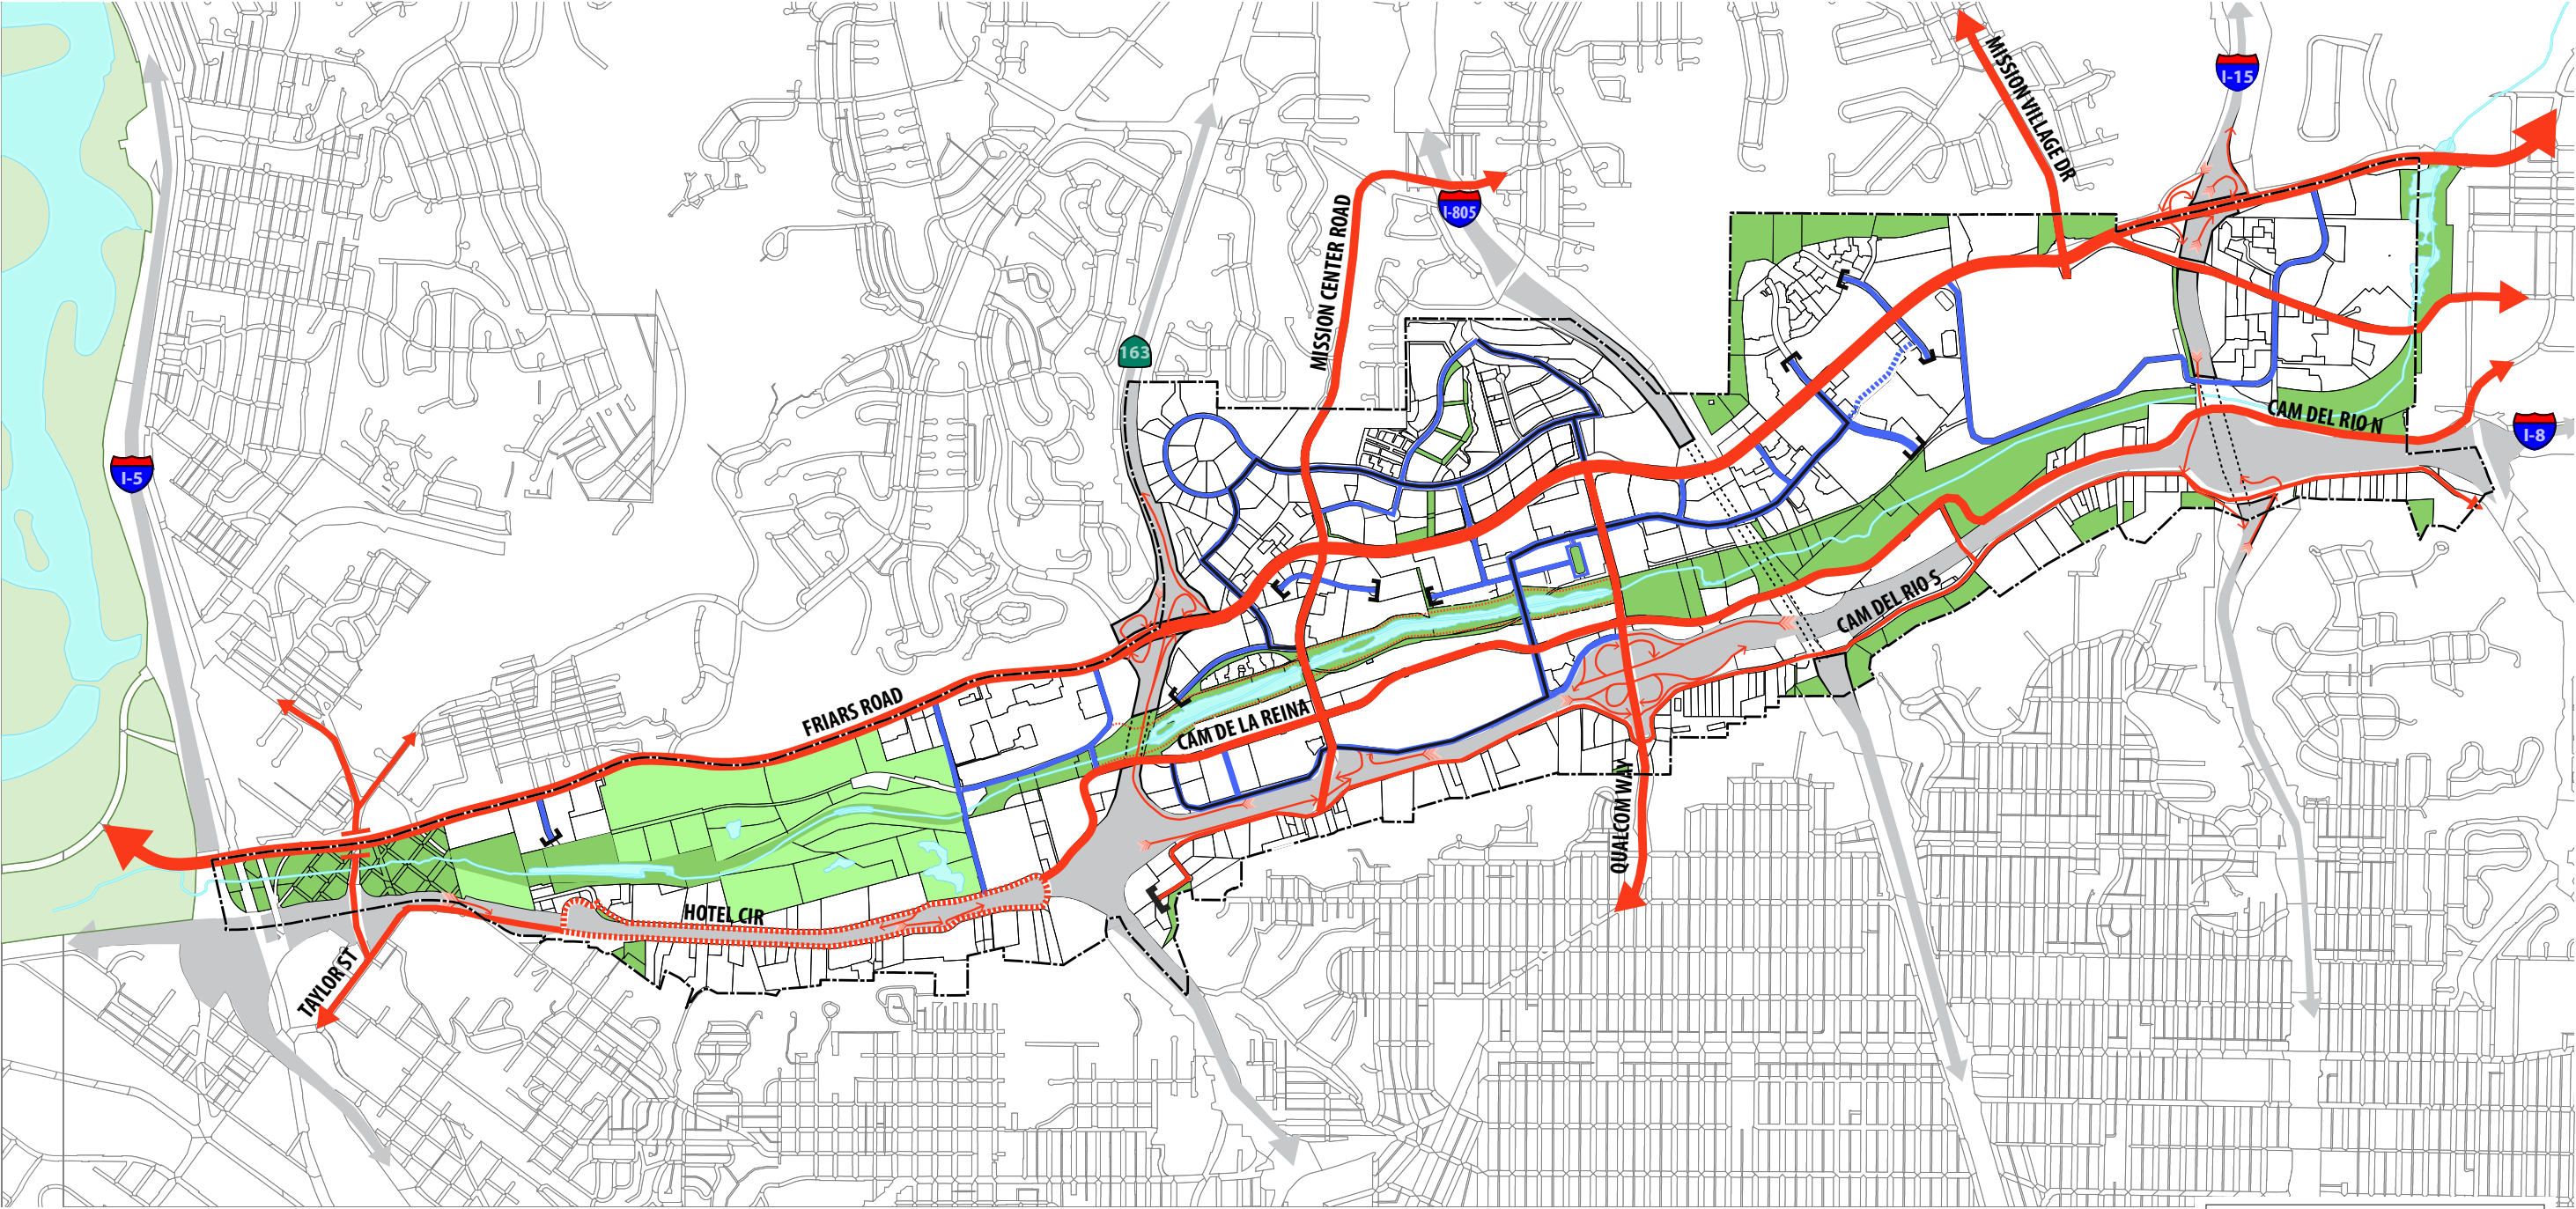 MISSION VILLAGE DR
I-15
MISSION CENTER ROAD
I-805
163
CAM DEL RIO N
I-8
I-5
CAM DEL RIO S
FRIARS ROAD
CAM DE LA REINA
QUALCOM WAY
HOTEL CIR
TAYLOR ST